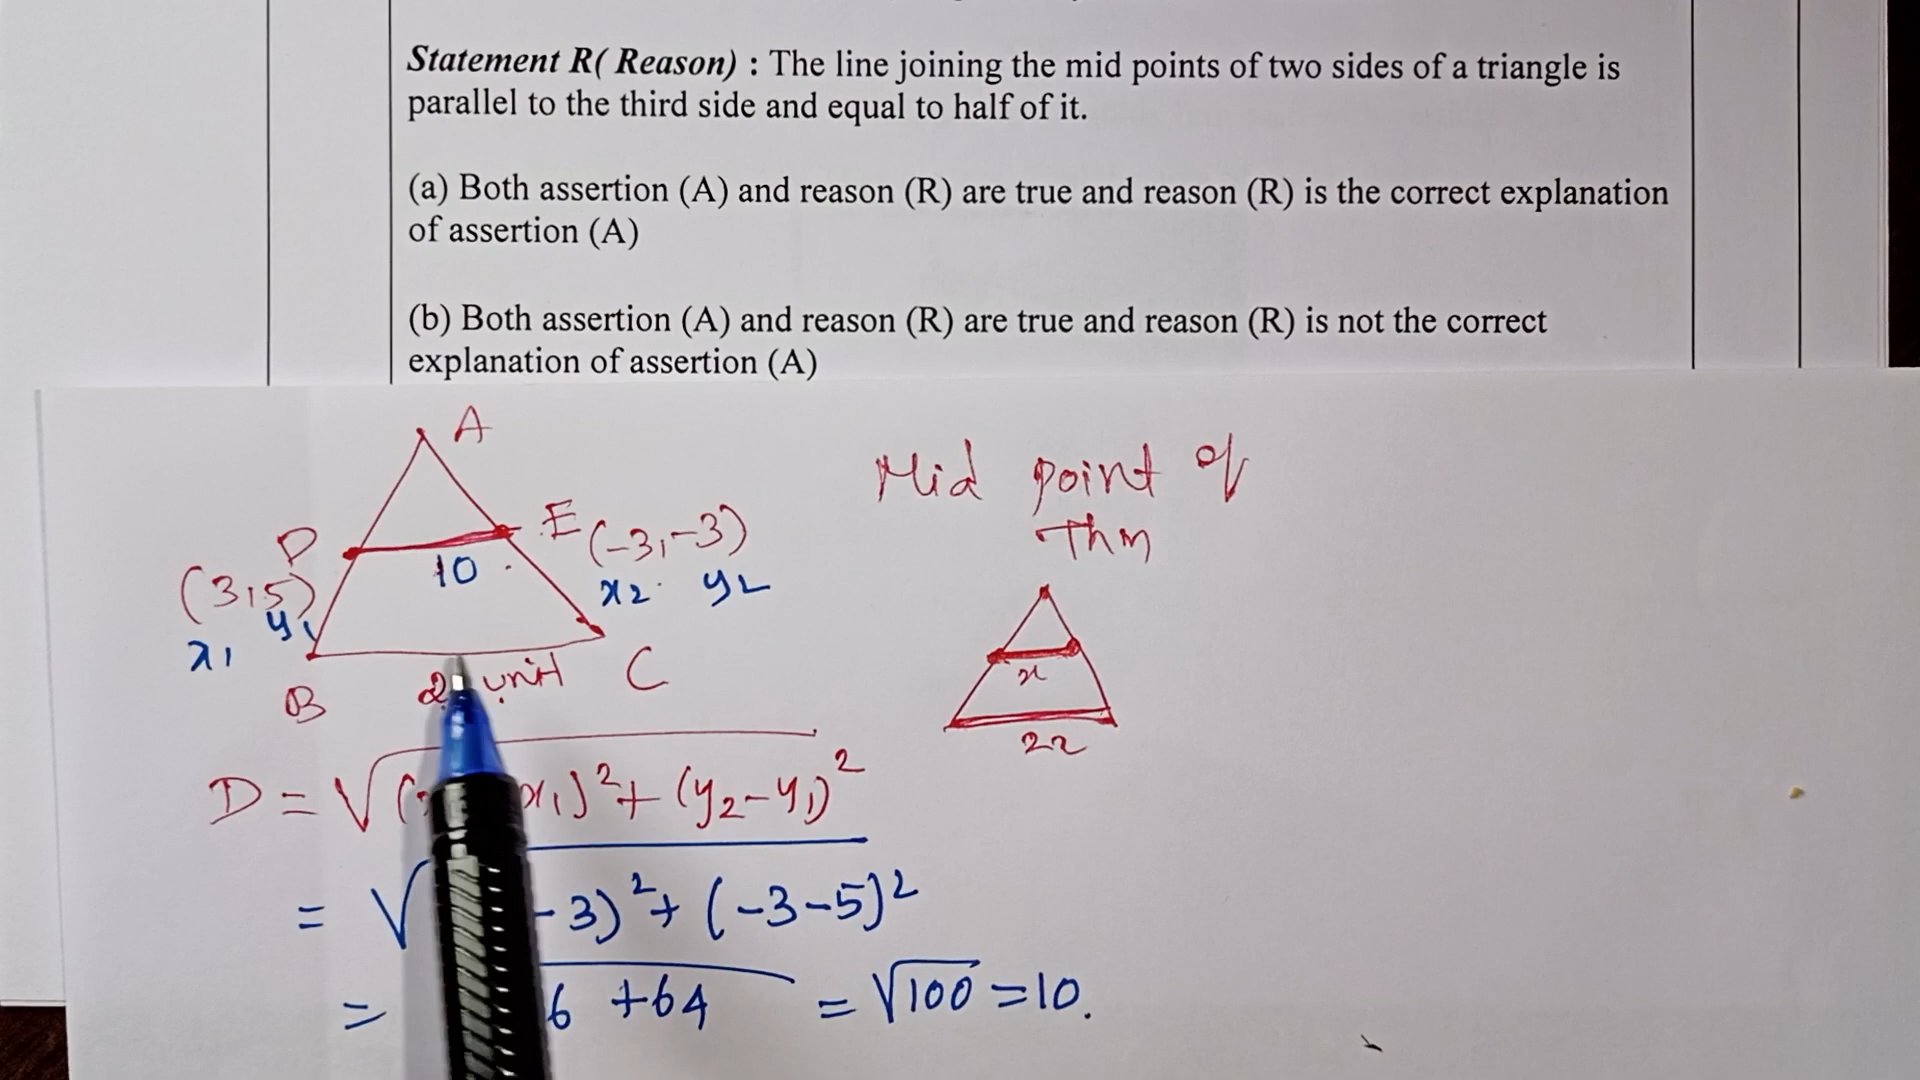 Statement R( Reason) : The line joining the mid points of two sides of a triangle is
parallel to the third side and equal to half of it.
(a) Both assertion (A) and reason (R) are true and reason (R) is the correct explanation
of assertion (A)
(b) Both assertion (A) and reason (R) are true and reason (R) is not the correct
explanation of assertion (A)
A
D
E (-3,-3)
10
(3,5)
x2 y2
x1 y1
B
unit
C
Mid point of
Thm
x
2x
D = √( x1)²+(y2-y1)²
= √ -3)²+(-3-5)²
= 6 +64 = √100 =10.